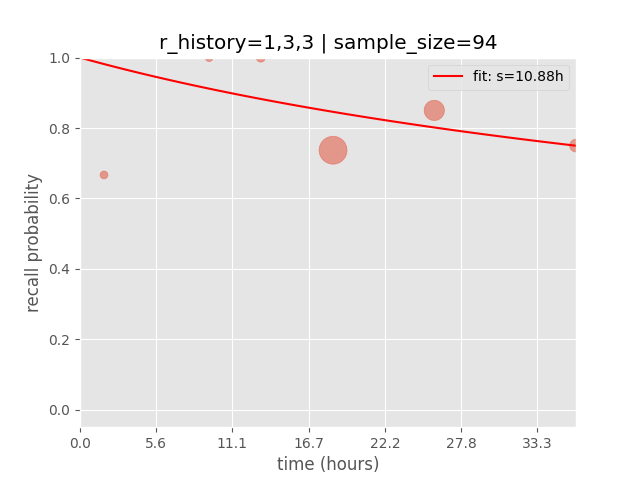 r_history=1,3,3 | sample_size=94
fit: s=10.88h
1.0
0.8
0.6
0.4
0.2
0.0
recall probability
0.0 5.6 11.1 16.7 22.2 27.8 33.3
time (hours)